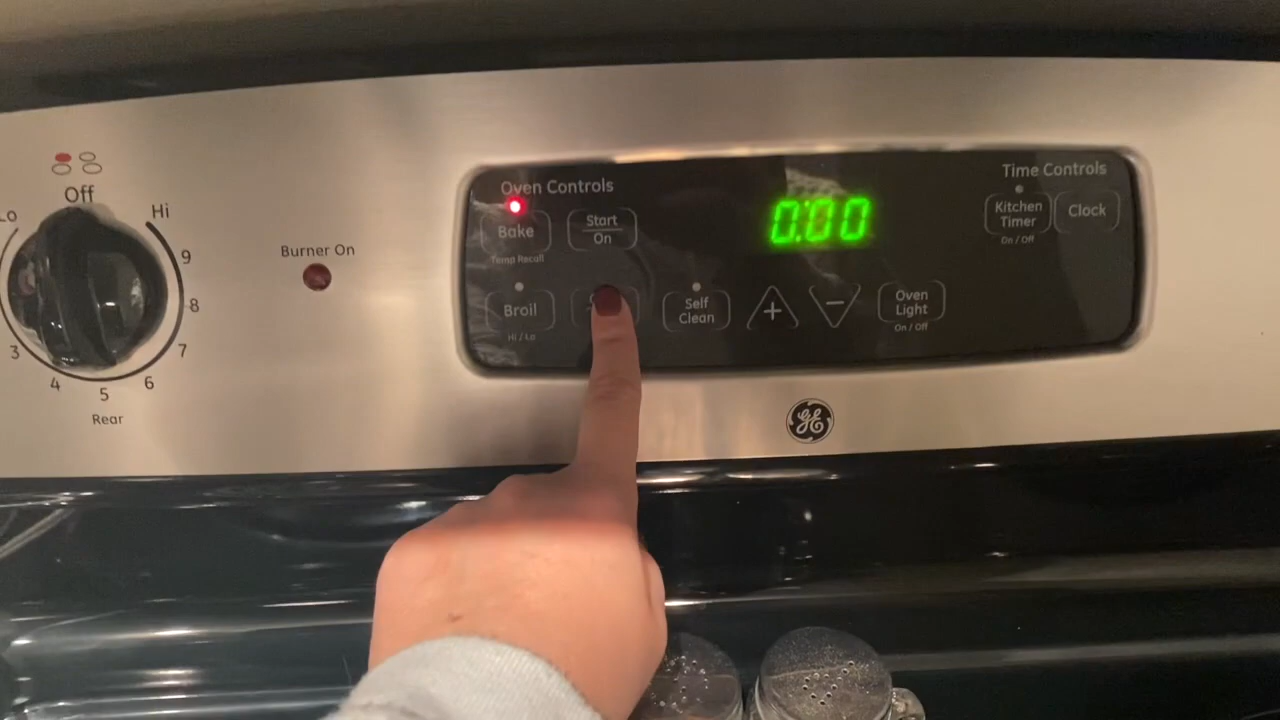 Off
Lo
Hi
9
8
7
6
5
4
3
Rear
Burner On
Oven Controls
Bake
Temp Recall
Start
On
Broil
Hi / Lo
Self
Clean
+
−
Oven
Light
On / Off
0:00
Time Controls
Kitchen
Timer
On / Off
Clock
GE